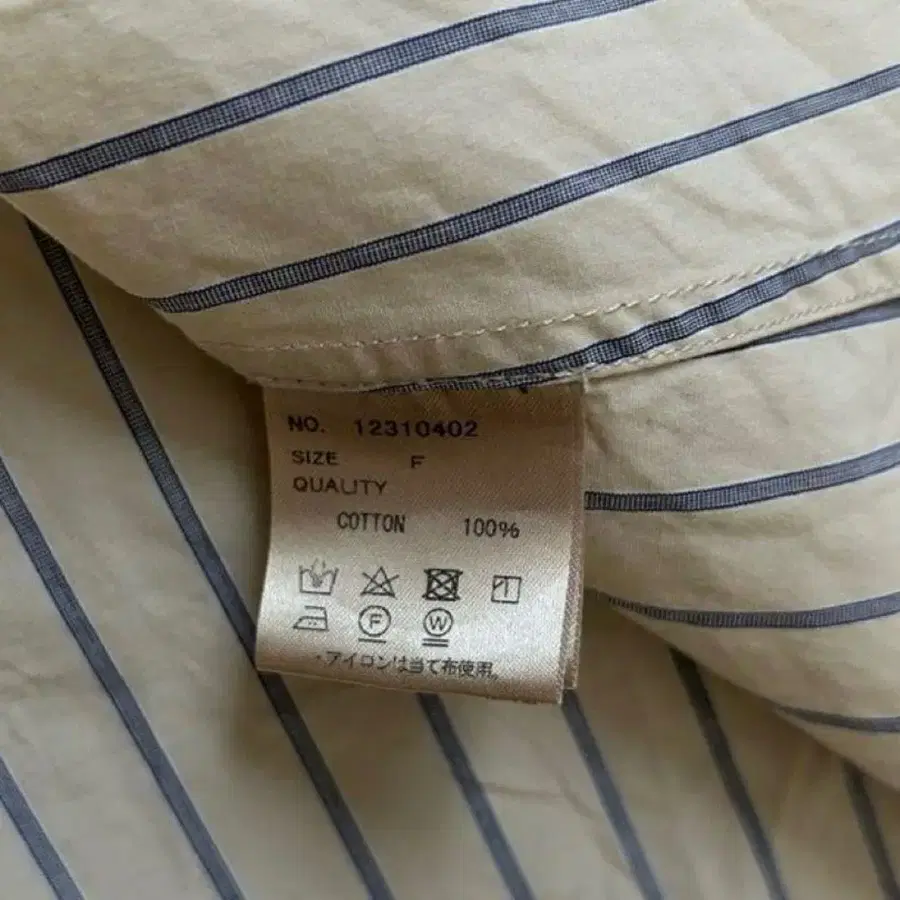 NO. 12310402
SIZE F
QUALITY
COTTON 100%
F W
・アイロンは当て布使用。